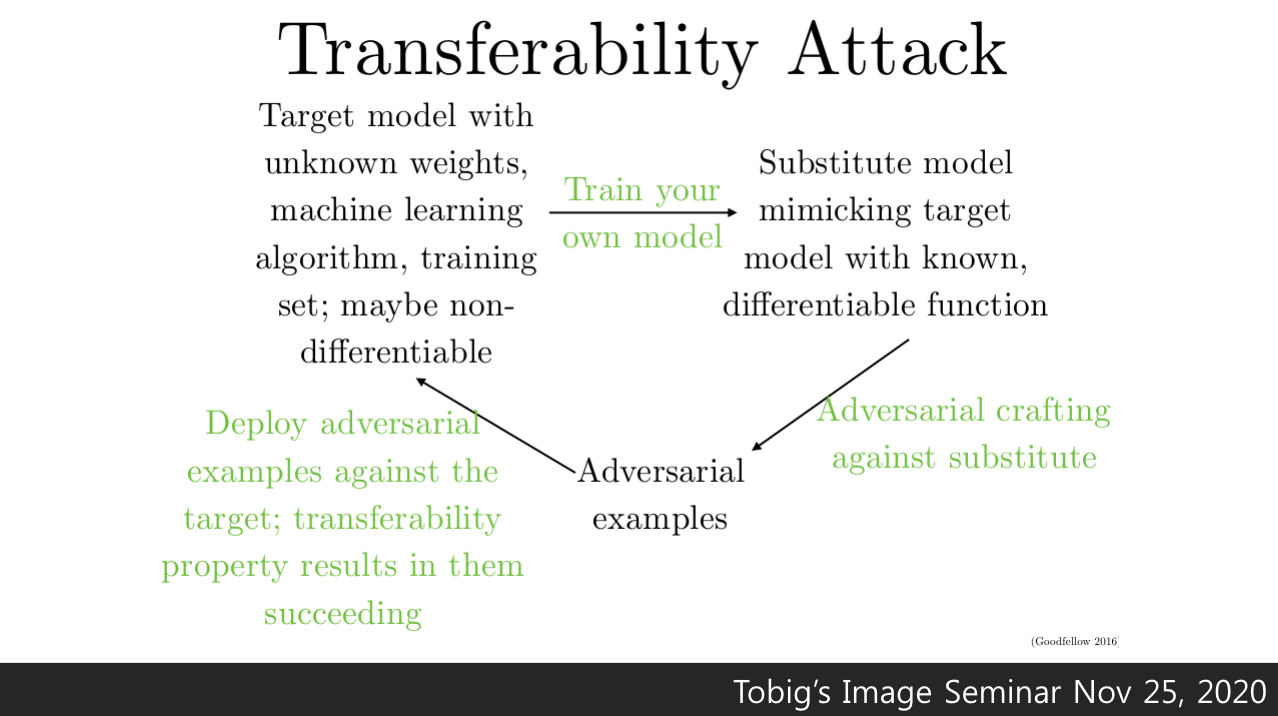 Transferability Attack
Target model with
unknown weights,
machine learning
algorithm, training
set; maybe non-
differentiable
Train your
own model
Substitute model
mimicking target
model with known,
differentiable function
Adversarial crafting
against substitute
Adversarial
examples
Deploy adversarial
examples against the
target; transferability
property results in them
succeeding
(Goodfellow 2016)
Tobig's Image Seminar Nov 25, 2020